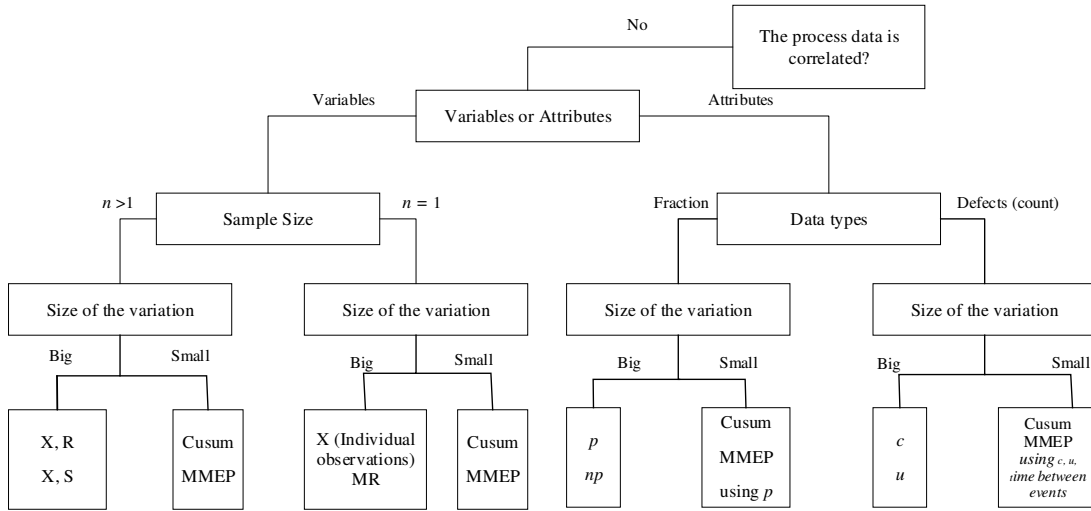 No
The process data is
correlated?
Variables
Attributes
Variables or Attributes
n >1
n = 1
Fraction
Defects (count)
Sample Size
Data types
Size of the variation
Size of the variation
Size of the variation
Size of the variation
Big
Small
Big
Small
Big
Small
Big
Small
X, R
X, S
Cusum
MMEP
X (Individual
observations)
MR
Cusum
MMEP
p
np
Cusum
MMEP
using p
c
u
Cusum
MMEP
using c, u,
time between
events